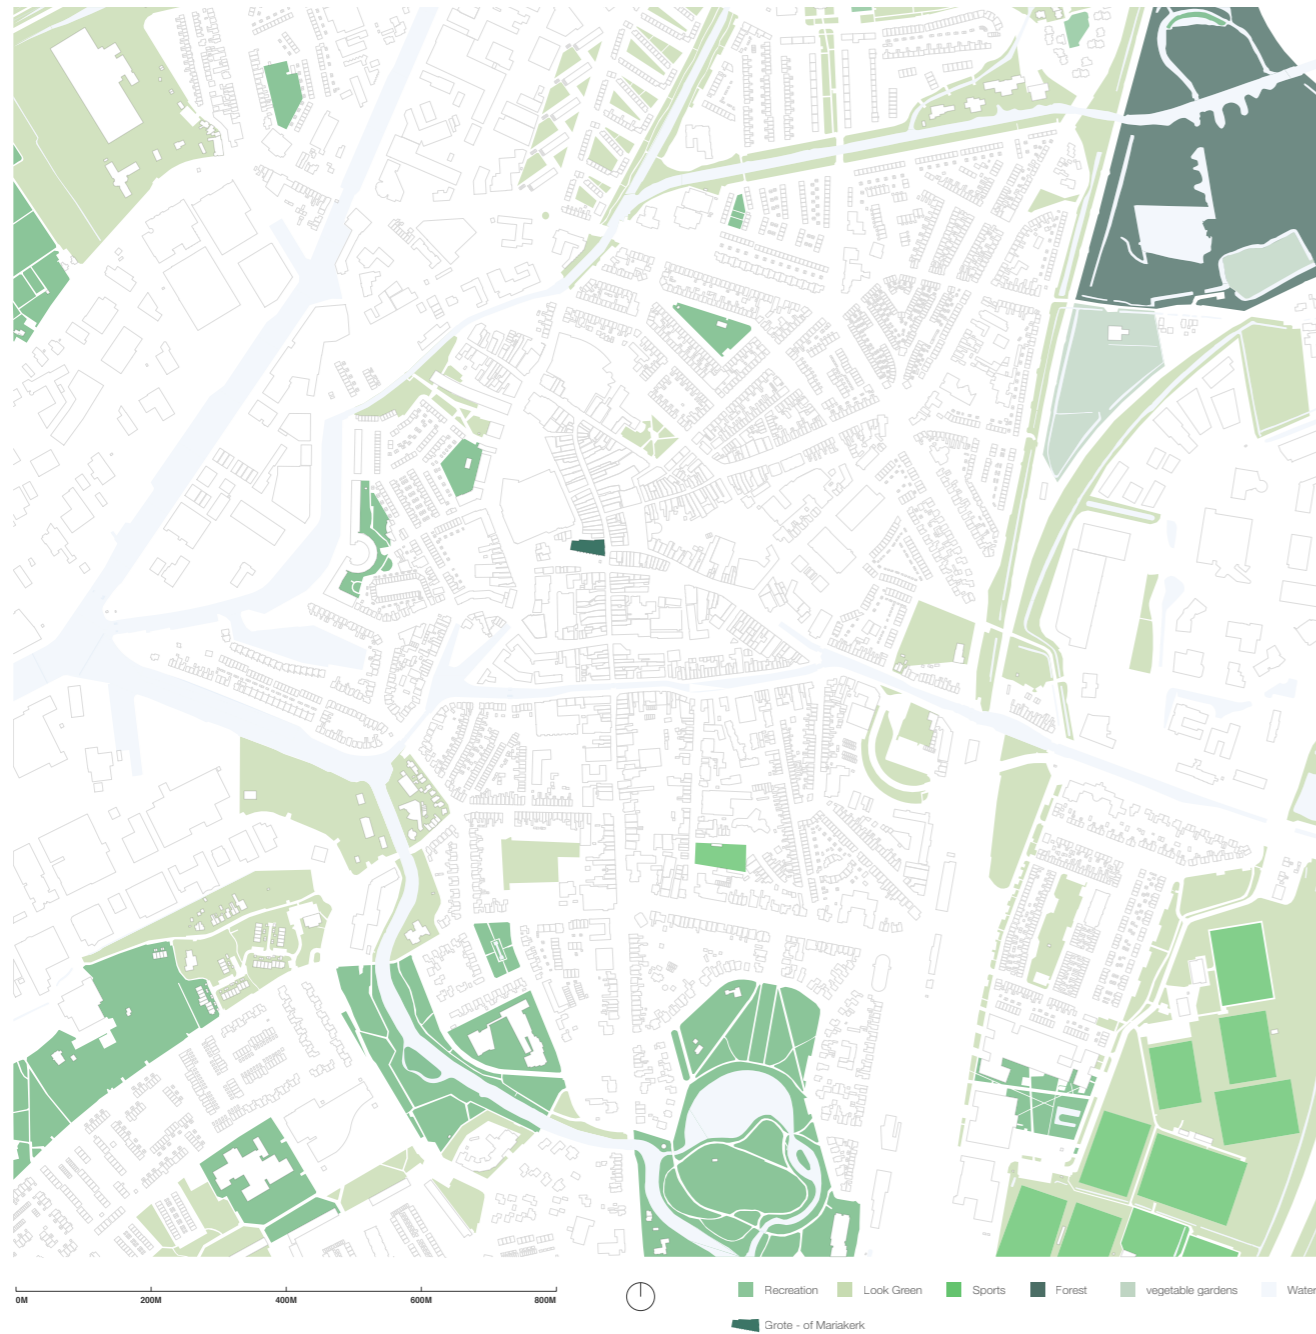 0M 200M 400M 600M 800M
Recreation Look Green Sports Forest vegetable gardens Water
Grote - of Mariakerk